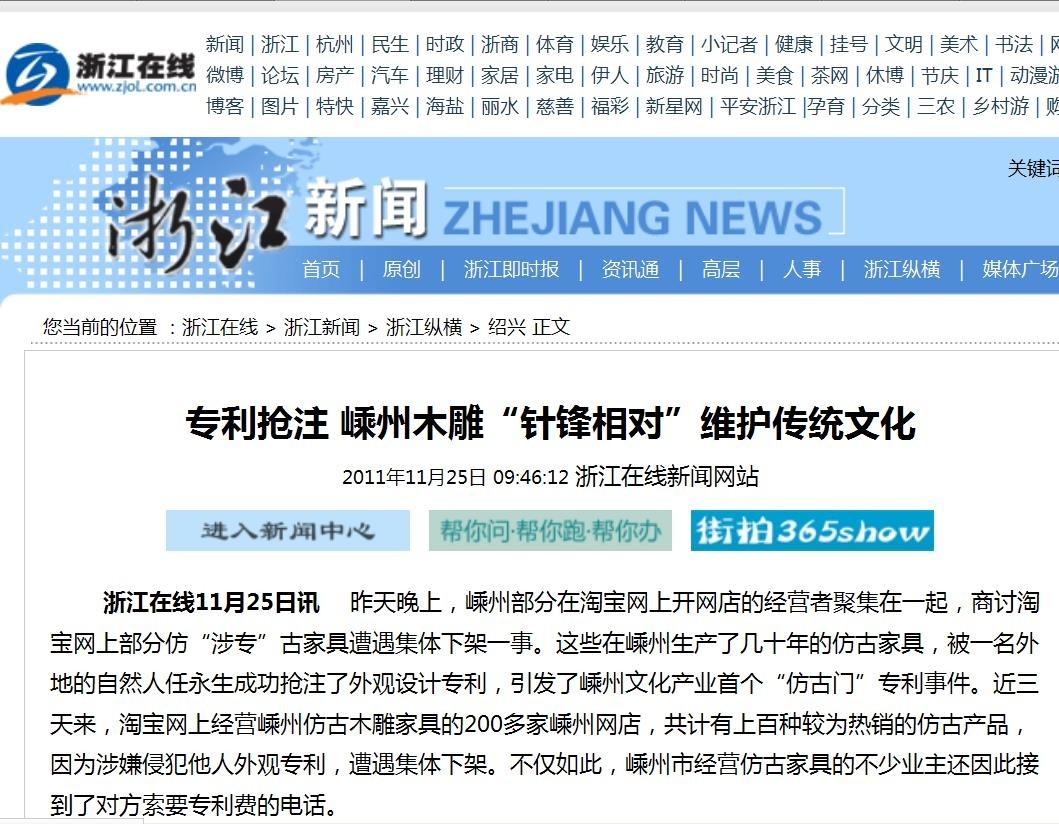 浙江在线
www.zjol.com.cn
新闻 | 浙江 | 杭州 | 民生 | 时政 | 浙商 | 体育 | 娱乐 | 教育 | 小记者 | 健康 | 挂号 | 文明 | 美术 | 书法 |
微博 | 论坛 | 房产 | 汽车 | 理财 | 家居 | 家电 | 伊人 | 旅游 | 时尚 | 美食 | 茶网 | 休博 | 节庆 | IT | 动漫游
博客 | 图片 | 特快 | 嘉兴 | 海盐 | 丽水 | 慈善 | 福彩 | 新星网 | 平安浙江 |孕育 | 分类 | 三农 | 乡村游 | 购
关键词
浙江新闻 ZHEJIANG NEWS
首页 | 原创 | 浙江即时报 | 资讯通 | 高层 | 人事 | 浙江纵横 | 媒体广场
您当前的位置 ：浙江在线 > 浙江新闻 > 浙江纵横 > 绍兴 正文
专利抢注 嵊州木雕“针锋相对”维护传统文化
2011年11月25日 09:46:12 浙江在线新闻网站
进入新闻中心 帮你问·帮你跑·帮你办 街拍365show
浙江在线11月25日讯 昨天晚上，嵊州部分在淘宝网上开网店的经营者聚集在一起，商讨淘
宝网上部分仿“涉专”古家具遭遇集体下架一事。这些在嵊州生产了几十年的仿古家具，被一名外
地的自然人任永生成功抢注了外观设计专利，引发了嵊州文化产业首个“仿古门”专利事件。近三
天来，淘宝网上经营嵊州仿古木雕家具的200多家嵊州网店，共计有上百种较为热销的仿古产品，
因为涉嫌侵犯他人外观专利，遭遇集体下架。不仅如此，嵊州市经营仿古家具的不少业主还因此接
到了对方索要专利费的电话。